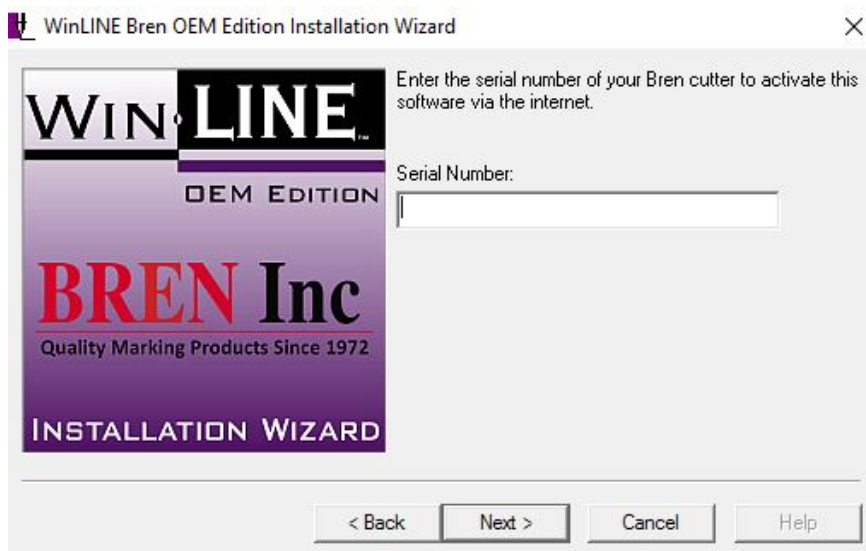 WinLINE Bren OEM Edition Installation Wizard
Enter the serial number of your Bren cutter to activate this
software via the internet.
WIN•LINE™
OEM EDITION
Serial Number:
BREN Inc
Quality Marking Products Since 1972
INSTALLATION WIZARD
< Back
Next >
Cancel
Help